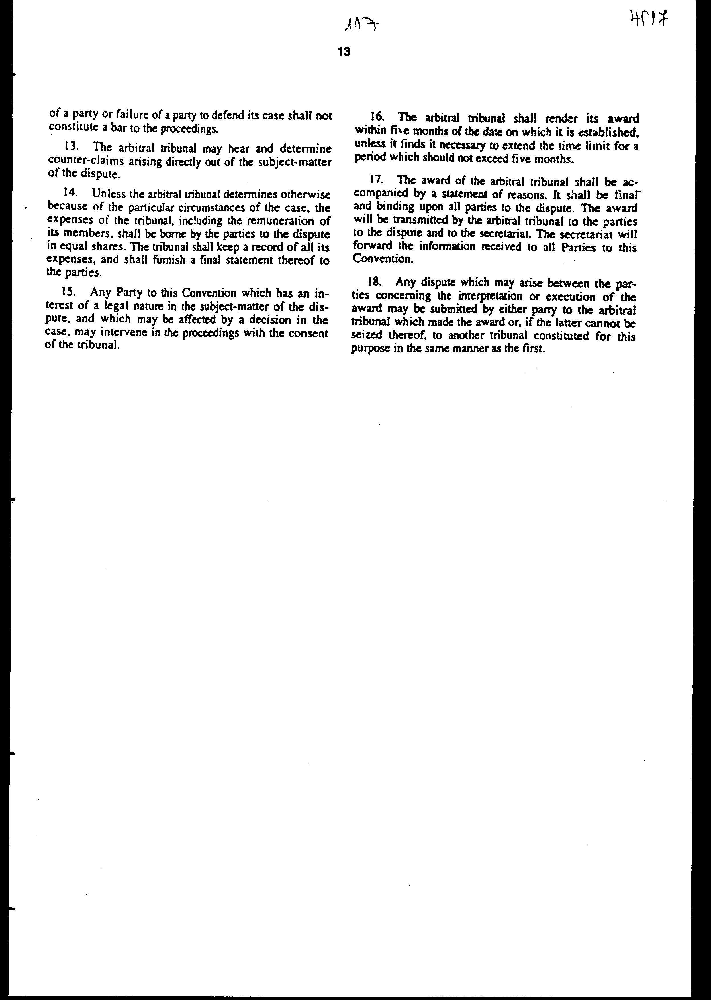 117
13
of a party or failure of a party to defend its case shall not
constitute a bar to the proceedings.
13. The arbitral tribunal may hear and determine
counter-claims arising directly out of the subject-matter
of the dispute.
14. Unless the arbitral tribunal determines otherwise
because of the particular circumstances of the case, the
expenses of the tribunal, including the remuneration of
its members, shall be borne by the parties to the dispute
in equal shares. The tribunal shall keep a record of all its
expenses, and shall furnish a final statement thereof to
the parties.
15. Any Party to this Convention which has an in-
terest of a legal nature in the subject-matter of the dis-
pute, and which may be affected by a decision in the
case, may intervene in the proceedings with the consent
of the tribunal.
16. The arbitral tribunal shall render its award
within five months of the date on which it is established,
unless it finds it necessary to extend the time limit for a
period which should not exceed five months.
17. The award of the arbitral tribunal shall be ac-
companied by a statement of reasons. It shall be final
and binding upon all parties to the dispute. The award
will be transmitted by the arbitral tribunal to the parties
to the dispute and to the secretariat. The secretariat will
forward the information received to all Parties to this
Convention.
18. Any dispute which may arise between the par-
ties concerning the interpretation or execution of the
award may be submitted by either party to the arbitral
tribunal which made the award or, if the latter cannot be
seized thereof, to another tribunal constituted for this
purpose in the same manner as the first.